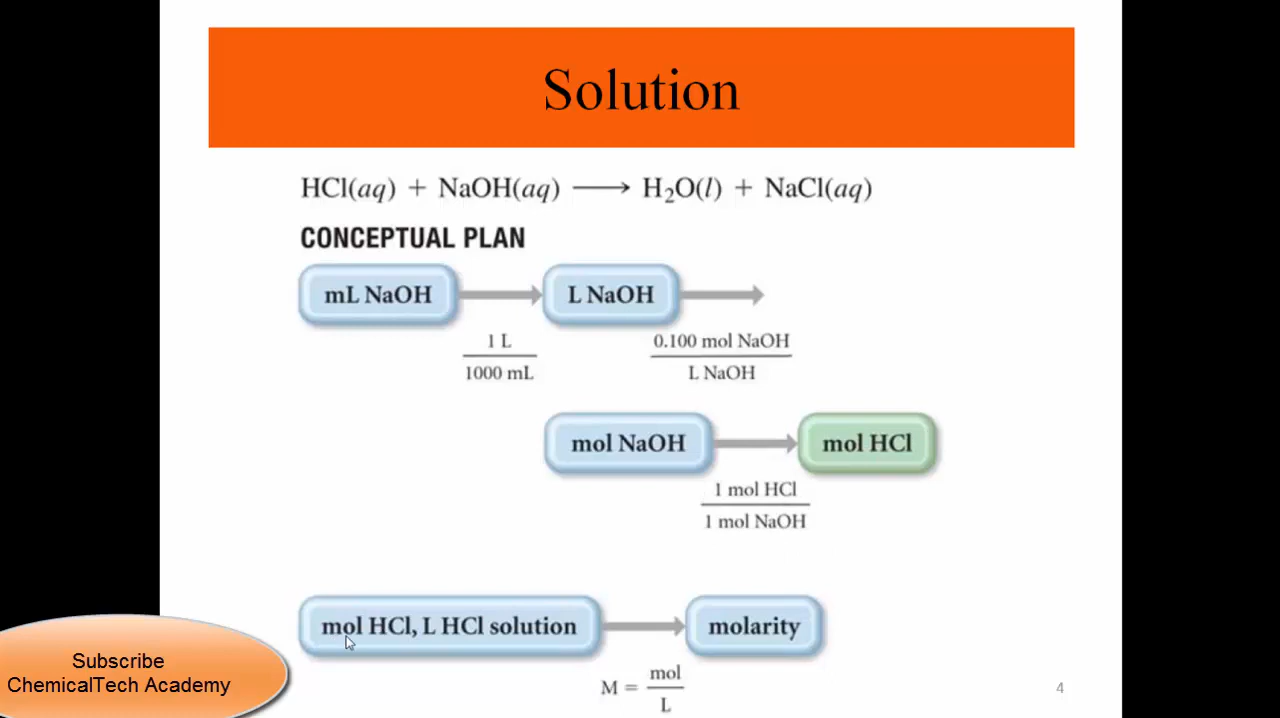 Solution
HCl(aq) + NaOH(aq) ⟶ H₂O(l) + NaCl(aq)
CONCEPTUAL PLAN
mL NaOH
L NaOH
1 L
1000 mL
0.100 mol NaOH
L NaOH
mol NaOH
mol HCl
1 mol HCl
1 mol NaOH
mol HCl, L HCl solution
molarity
M = mol
L
Subscribe
ChemicalTech Academy
4